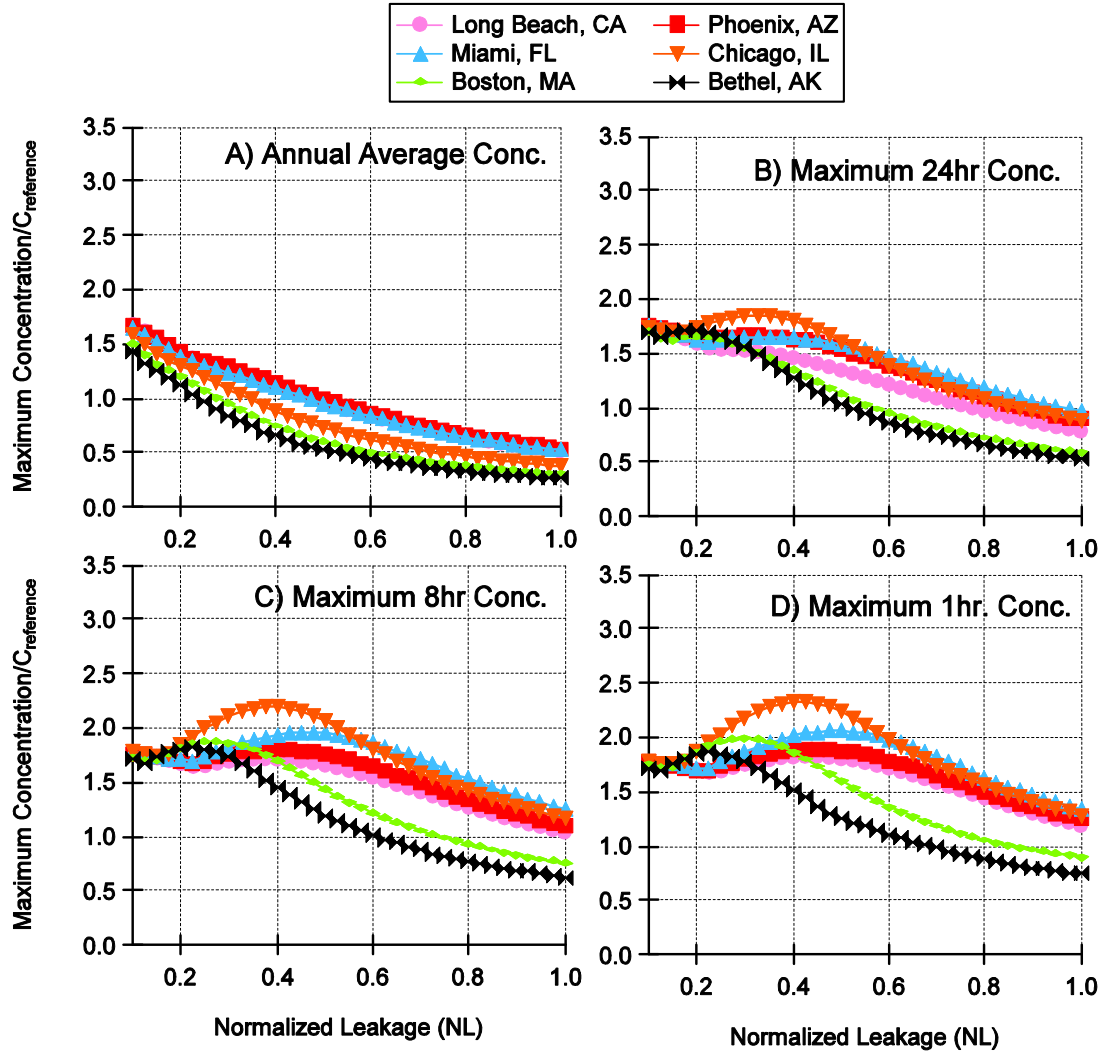 Long Beach, CA
Phoenix, AZ
Miami, FL
Chicago, IL
Boston, MA
Bethel, AK
A) Annual Average Conc.
Maximum Concentration/Creference
3.5
3.0
2.5
2.0
1.5
1.0
0.5
0.0
0.2 0.4 0.6 0.8 1.0
B) Maximum 24hr Conc.
3.5
3.0
2.5
2.0
1.5
1.0
0.5
0.0
0.2 0.4 0.6 0.8 1.0
C) Maximum 8hr Conc.
Maximum Concentration/Creference
3.5
3.0
2.5
2.0
1.5
1.0
0.5
0.0
0.2 0.4 0.6 0.8 1.0
Normalized Leakage (NL)
D) Maximum 1hr. Conc.
3.5
3.0
2.5
2.0
1.5
1.0
0.5
0.0
0.2 0.4 0.6 0.8 1.0
Normalized Leakage (NL)